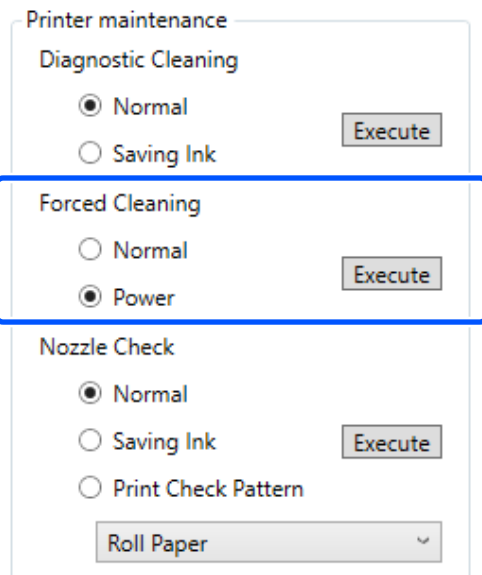 Printer maintenance
Diagnostic Cleaning
Normal
Execute
Saving Ink
Forced Cleaning
Normal
Execute
Power
Nozzle Check
Normal
Saving Ink
Execute
Print Check Pattern
Roll Paper